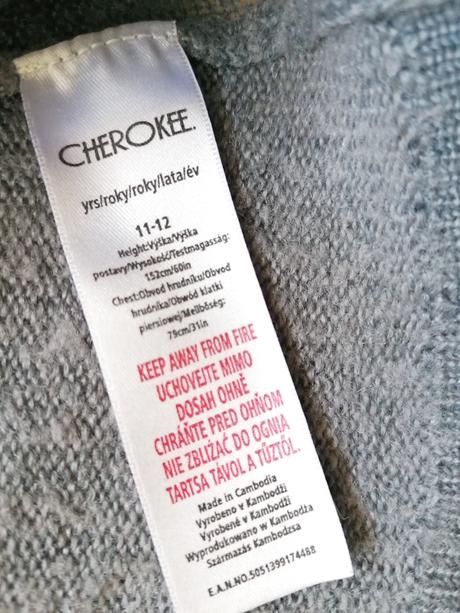 CHEROKEE.
yrs/roky/roky/lata/év
11-12
Height:Výška/Výška
postavy/Wysokość/Testmagasság:
152cm/60in
Chest:Obvod hrudníku/Obvod
hrudníka/Obwód klatki
piersiowej/Mellbőség:
79cm/31in
KEEP AWAY FROM FIRE
UCHOVEJTE MIMO
DOSAH OHNĚ
CHRÁŇTE PRED OHŇOM
NIE ZBLIŻAĆ DO OGNIA
TARTSA TÁVOL A TŰZTŐL.
Made in Cambodia
Vyrobeno v Kambodži
Vyrobené v Kambodži
Wyprodukowano w Kambodża
Származás Kambodzsa
E.A.N.NO.5051399174488